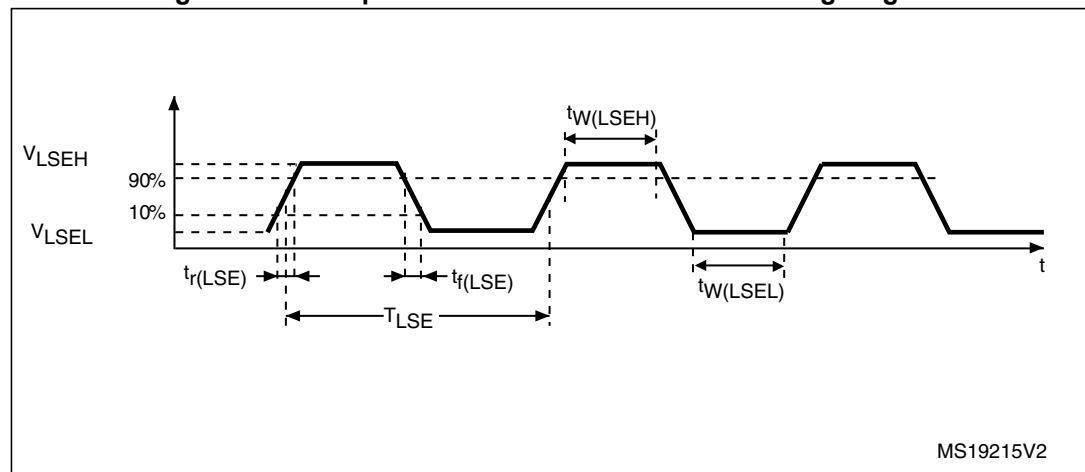 tW(LSEH)
VLSEH
90%
10%
VLSEL
tr(LSE)
tf(LSE)
tW(LSEL)
t
TLSE
MS19215V2